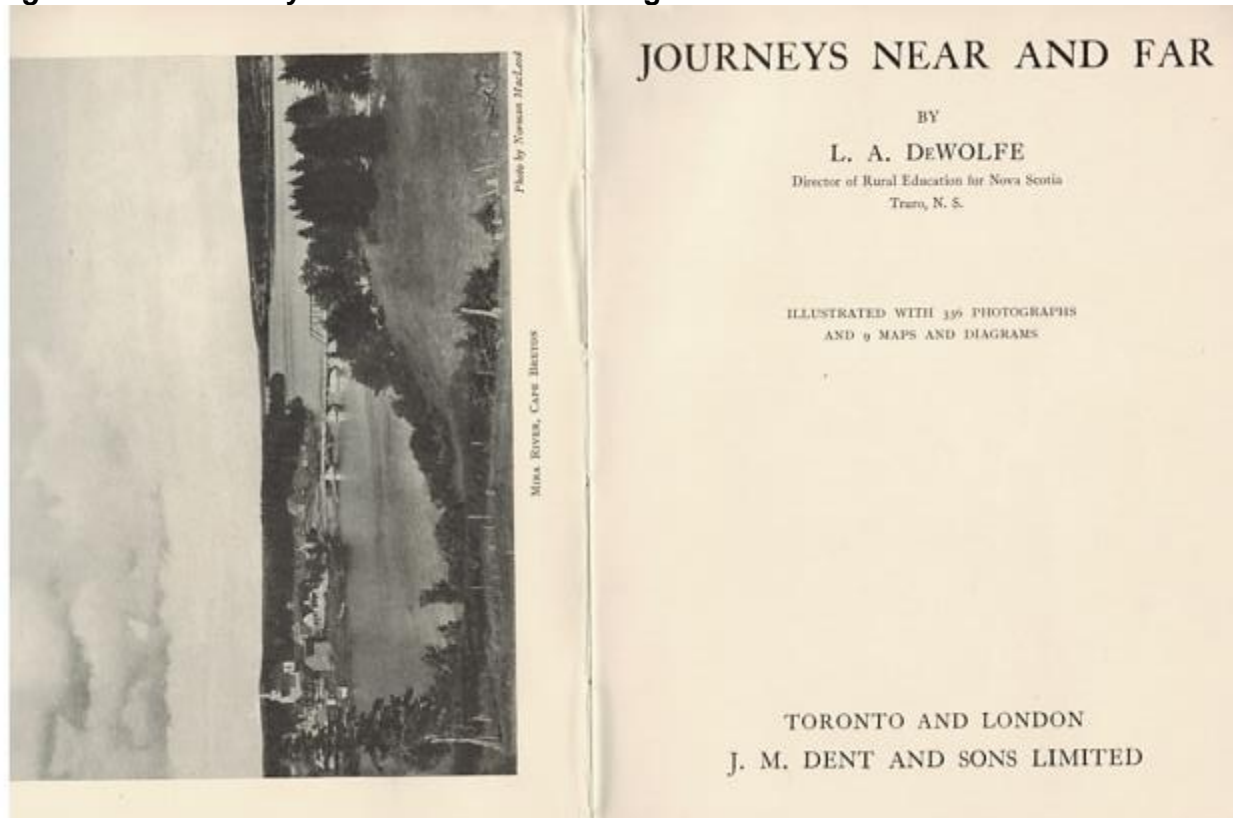 Photo by Norman MacLeod
MIRA RIVER, CAPE BRETON
JOURNEYS NEAR AND FAR
BY
L. A. DEWOLFE
Director of Rural Education for Nova Scotia
Truro, N. S.
ILLUSTRATED WITH 336 PHOTOGRAPHS
AND 9 MAPS AND DIAGRAMS
TORONTO AND LONDON
J. M. DENT AND SONS LIMITED